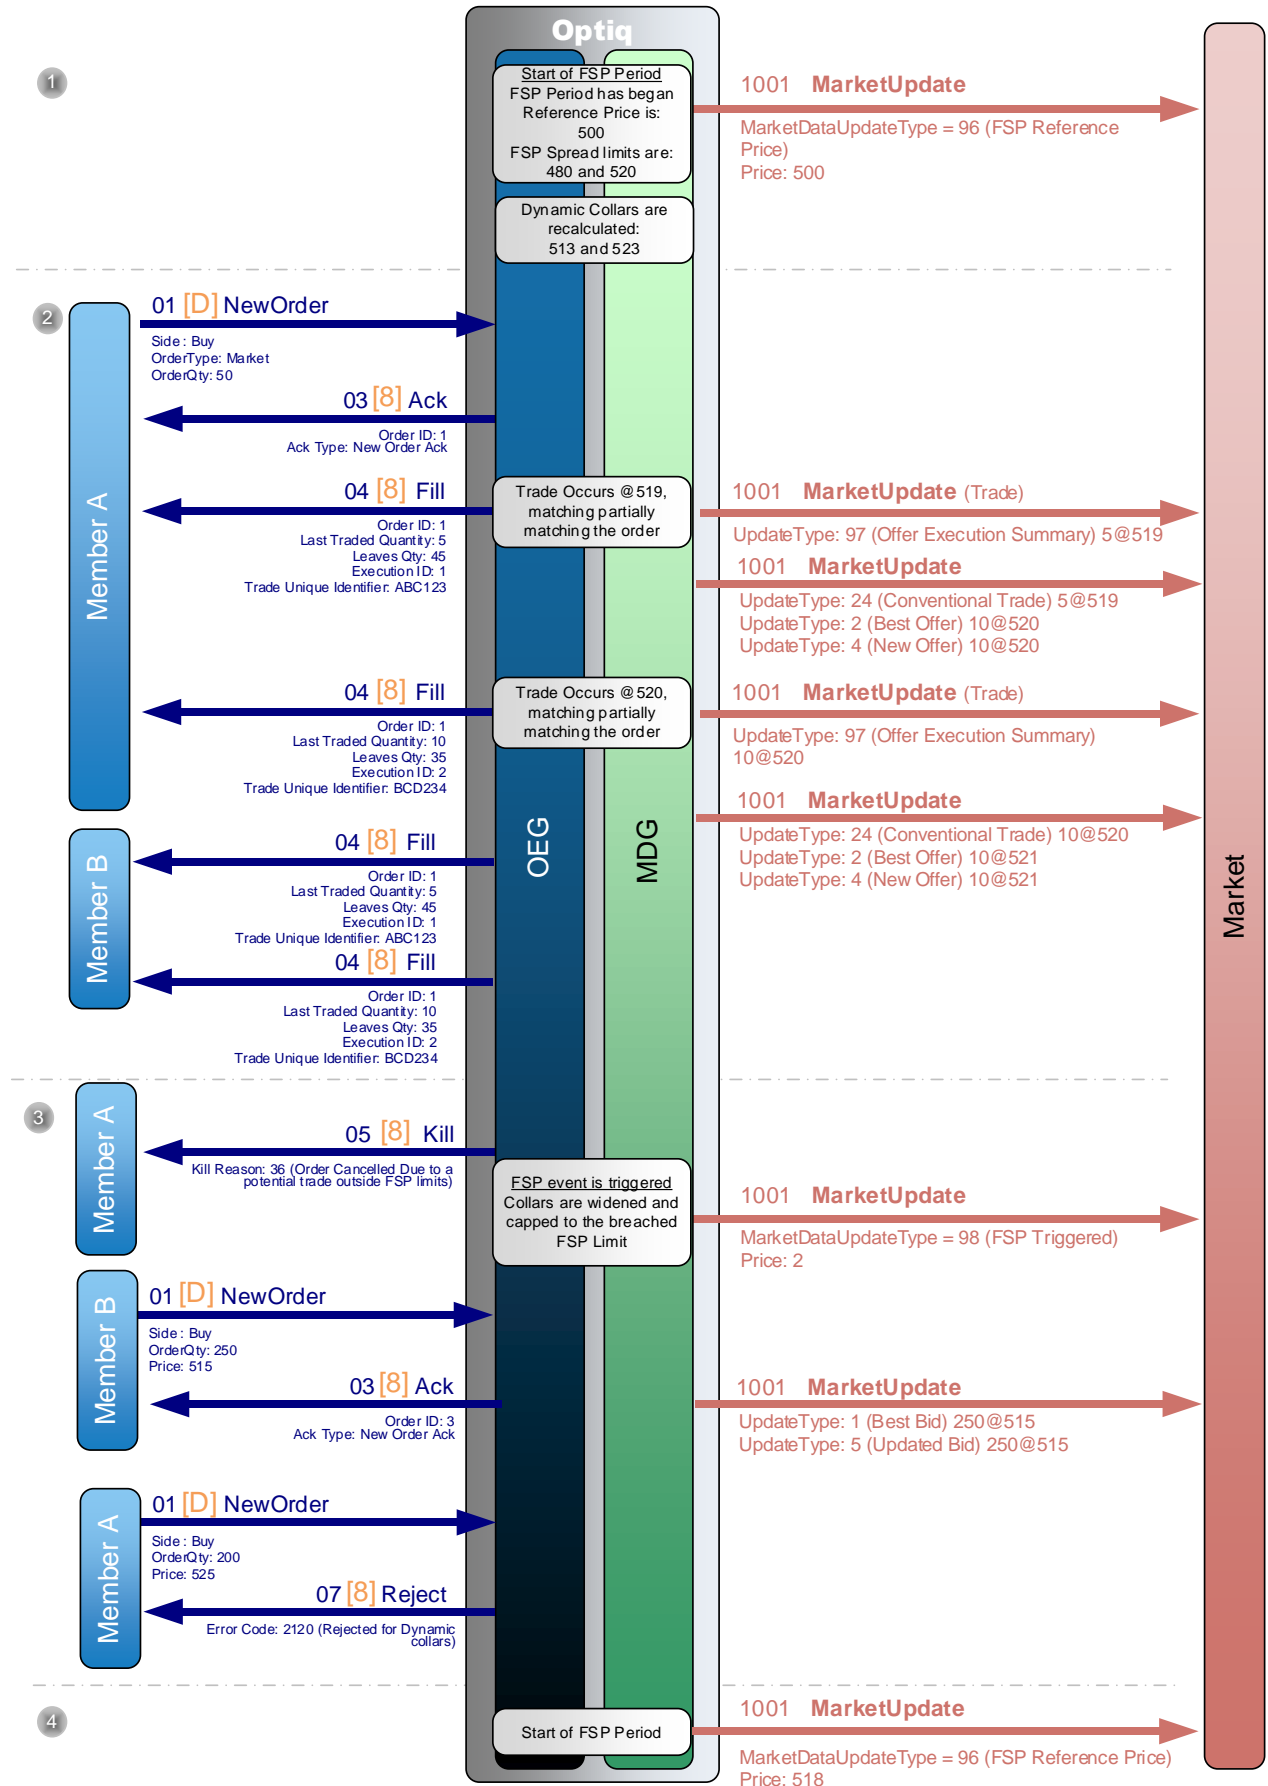 Optiq
1
Start of FSP Period
FSP Period has began
Reference Price is:
500
FSP Spread limits are:
480 and 520
1001 MarketUpdate
MarketDataUpdateType = 96 (FSP Reference
Price)
Price: 500
Dynamic Collars are
recalculated:
513 and 523
2
Member A
01 [D] NewOrder
Side : Buy
OrderType: Market
OrderQty: 50
03 [8] Ack
Order ID: 1
Ack Type: New Order Ack
04 [8] Fill
Order ID: 1
Last Traded Quantity: 5
Leaves Qty: 45
Execution ID: 1
Trade Unique Identifier: ABC123
Trade Occurs @519,
matching partially
matching the order
1001 MarketUpdate (Trade)
UpdateType: 97 (Offer Execution Summary) 5@519
1001 MarketUpdate
UpdateType: 24 (Conventional Trade) 5@519
UpdateType: 2 (Best Offer) 10@520
UpdateType: 4 (New Offer) 10@520
04 [8] Fill
Order ID: 1
Last Traded Quantity: 10
Leaves Qty: 35
Execution ID: 2
Trade Unique Identifier: BCD234
Trade Occurs @520,
matching partially
matching the order
1001 MarketUpdate (Trade)
UpdateType: 97 (Offer Execution Summary)
10@520
1001 MarketUpdate
UpdateType: 24 (Conventional Trade) 10@520
UpdateType: 2 (Best Offer) 10@521
UpdateType: 4 (New Offer) 10@521
OEG
MDG
Market
Member B
04 [8] Fill
Order ID: 1
Last Traded Quantity: 5
Leaves Qty: 45
Execution ID: 1
Trade Unique Identifier: ABC123
04 [8] Fill
Order ID: 1
Last Traded Quantity: 10
Leaves Qty: 35
Execution ID: 2
Trade Unique Identifier: BCD234
3
Member A
05 [8] Kill
Kill Reason: 36 (Order Cancelled Due to a
potential trade outside FSP limits)
FSP event is triggered
Collars are widened and
capped to the breached
FSP Limit
1001 MarketUpdate
MarketDataUpdateType = 98 (FSP Triggered)
Price: 2
Member B
01 [D] NewOrder
Side : Buy
OrderQty: 250
Price: 515
03 [8] Ack
Order ID: 3
Ack Type: New Order Ack
1001 MarketUpdate
UpdateType: 1 (Best Bid) 250@515
UpdateType: 5 (Updated Bid) 250@515
Member A
01 [D] NewOrder
Side : Buy
OrderQty: 200
Price: 525
07 [8] Reject
Error Code: 2120 (Rejected for Dynamic
collars)
4
Start of FSP Period
1001 MarketUpdate
MarketDataUpdateType = 96 (FSP Reference Price)
Price: 518